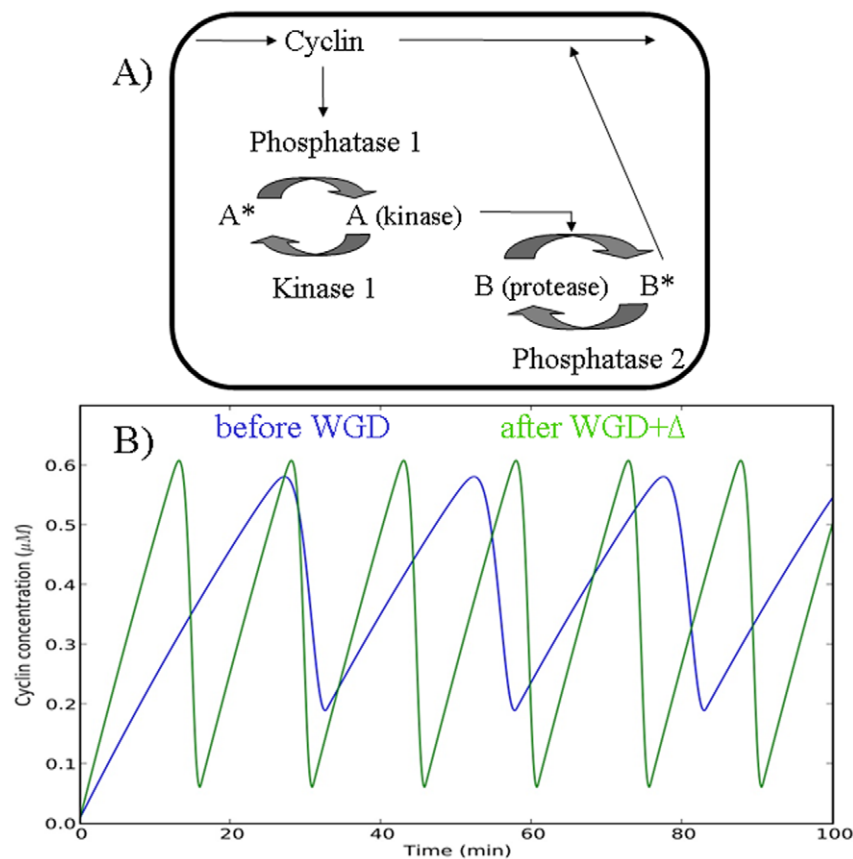 A)
Cyclin
Phosphatase 1
A* A (kinase)
Kinase 1
B (protease) B*
Phosphatase 2
B)
before WGD after WGD+Δ
Cyclin concentration (μM)
0.6
0.5
0.4
0.3
0.2
0.1
0.0
0 20 40 60 80 100
Time (min)